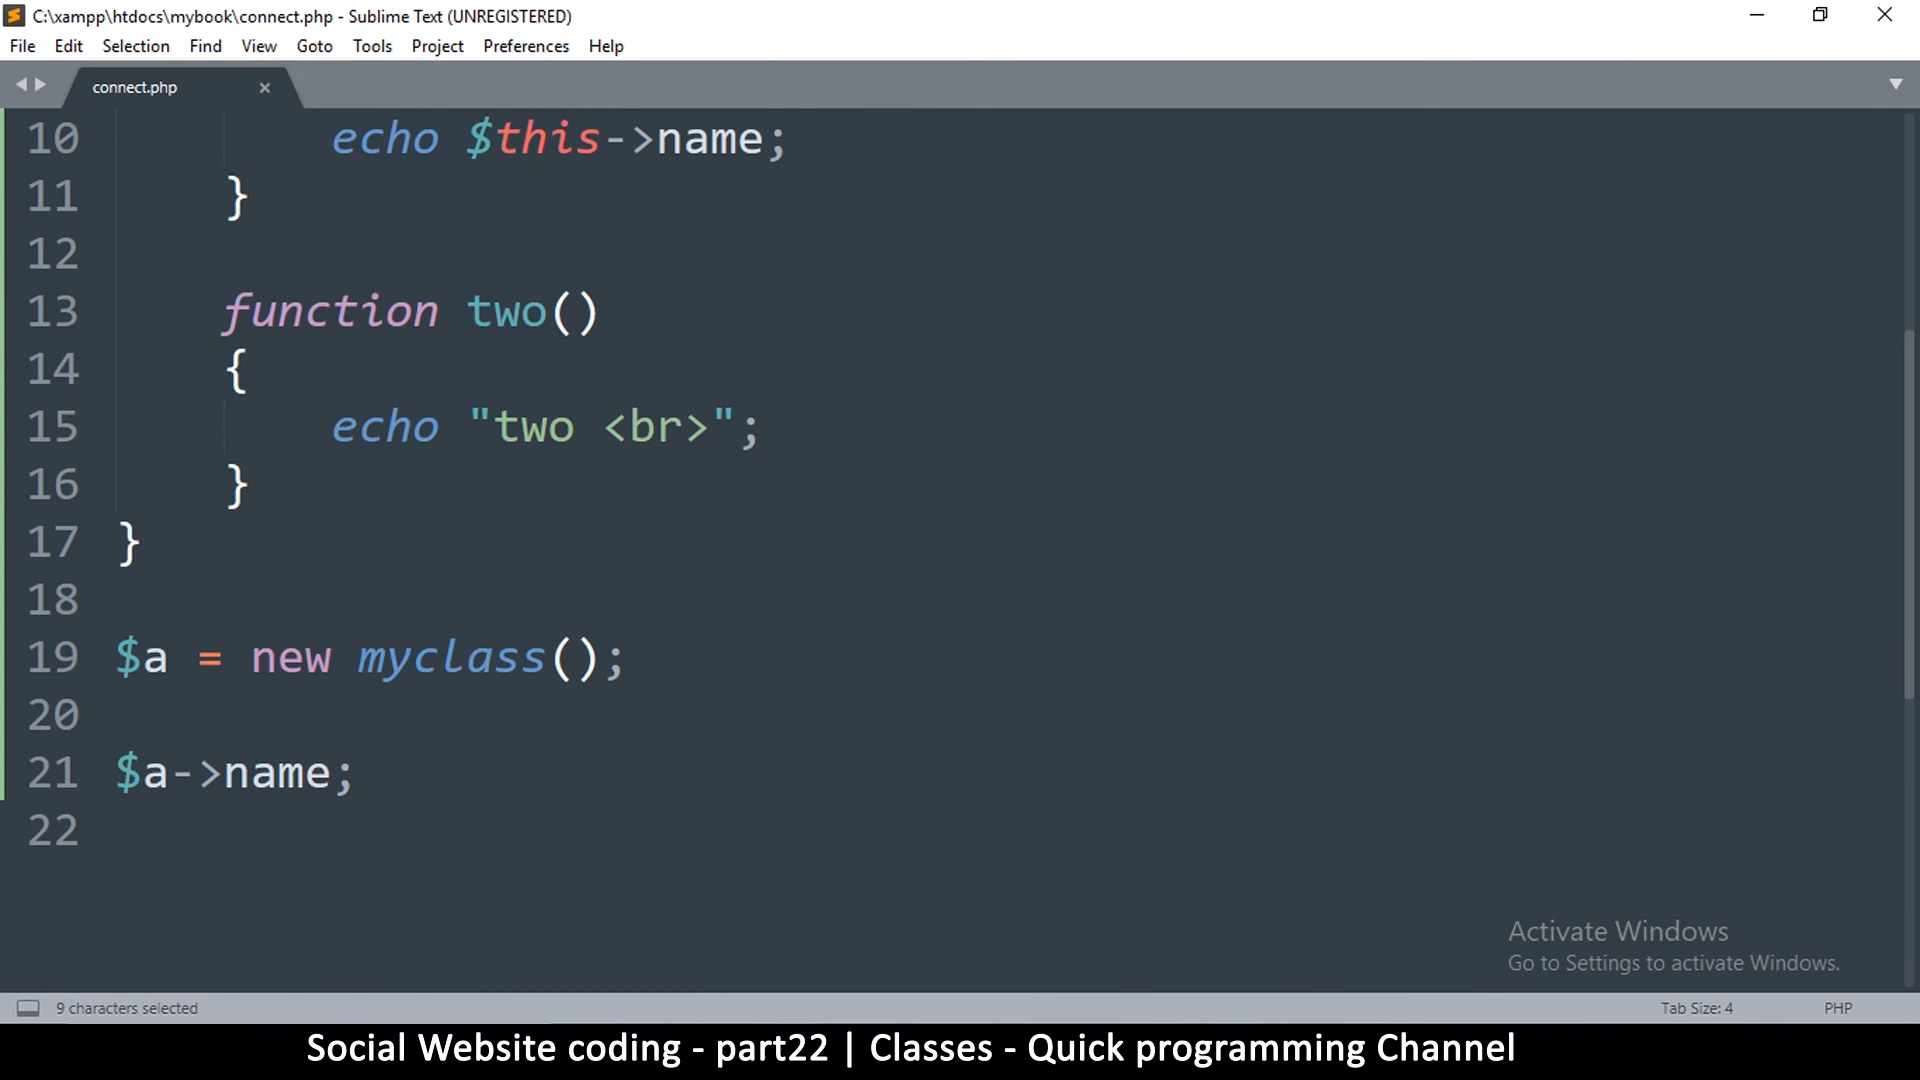 C:\xampp\htdocs\mybook\connect.php - Sublime Text (UNREGISTERED)
File Edit Selection Find View Goto Tools Project Preferences Help
connect.php
10 echo $this->name;
11 }
12
13 function two()
14 {
15 echo "two <br>";
16 }
17 }
18
19 $a = new myclass();
20
21 $a->name;
22
Activate Windows
Go to Settings to activate Windows.
9 characters selected Tab Size: 4 PHP
Social Website coding - part22 | Classes - Quick programming Channel